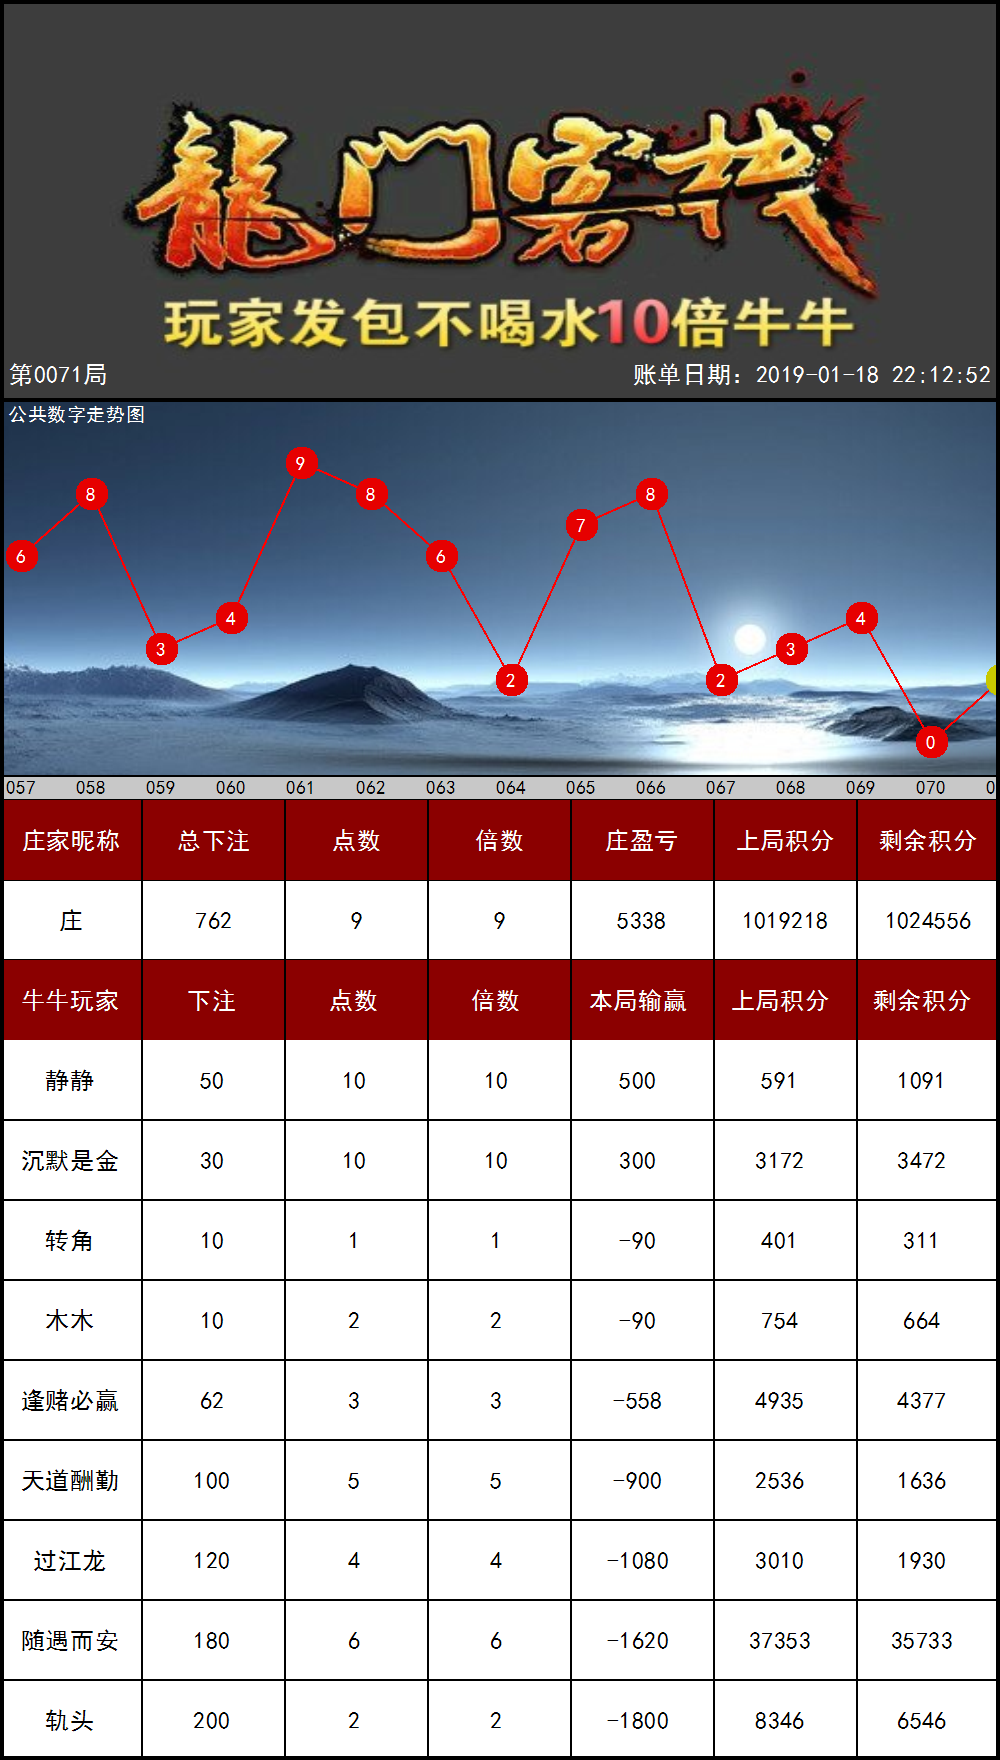 龍门客栈
玩家发包不喝水10倍牛牛
第0071局 账单日期：2019-01-18 22:12:52
公共数字走势图
9
8 8 8
7
6 6
4 4
3 3
2 2
0
057 058 059 060 061 062 063 064 065 066 067 068 069 070 0
庄家昵称 总下注 点数 倍数 庄盈亏 上局积分 剩余积分
庄 762 9 9 5338 1019218 1024556
牛牛玩家 下注 点数 倍数 本局输赢 上局积分 剩余积分
静静 50 10 10 500 591 1091
沉默是金 30 10 10 300 3172 3472
转角 10 1 1 -90 401 311
木木 10 2 2 -90 754 664
逢赌必赢 62 3 3 -558 4935 4377
天道酬勤 100 5 5 -900 2536 1636
过江龙 120 4 4 -1080 3010 1930
随遇而安 180 6 6 -1620 37353 35733
轨头 200 2 2 -1800 8346 6546